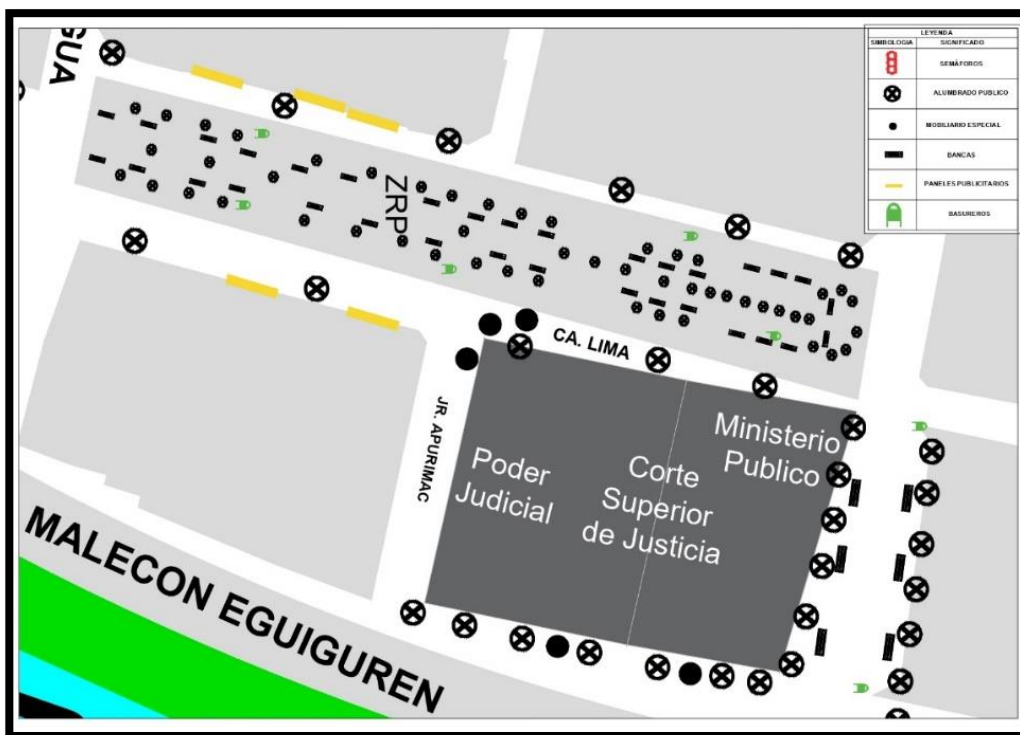 LEYENDA
SIMBOLOGIA SIGNIFICADO
SEMÁFOROS
ALUMBRADO PUBLICO
MOBILIARIO ESPECIAL
BANCAS
PANELES PUBLICITARIOS
BASUREROS
GUA
ZRP
CA. LIMA
JR. APURIMAC
Ministerio
Publico
Poder
Judicial
Corte
Superior
de Justicia
MALECON EGUIGUREN